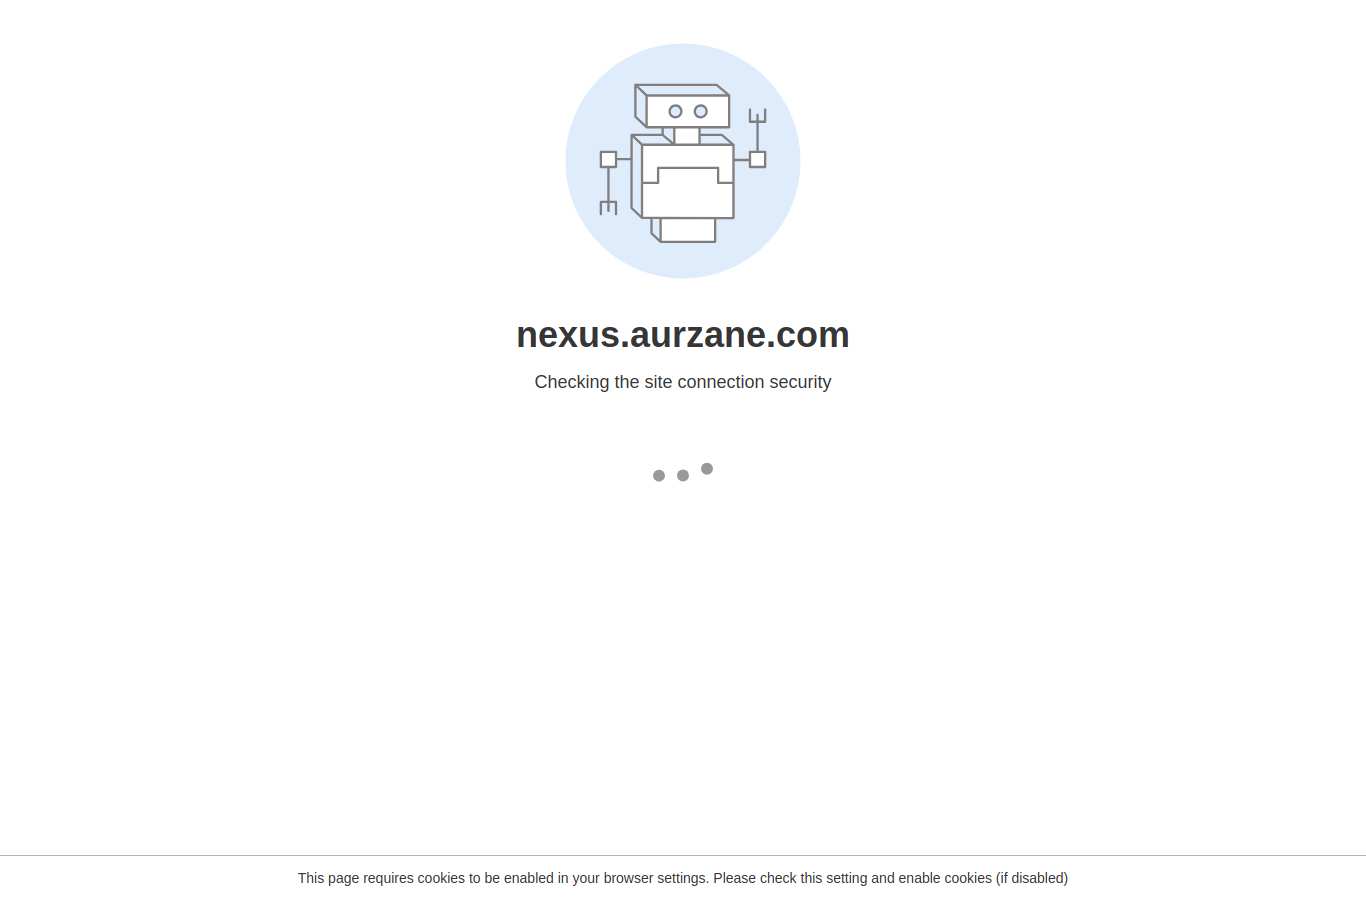 nexus.aurzane.com
Checking the site connection security
This page requires cookies to be enabled in your browser settings. Please check this setting and enable cookies (if disabled)